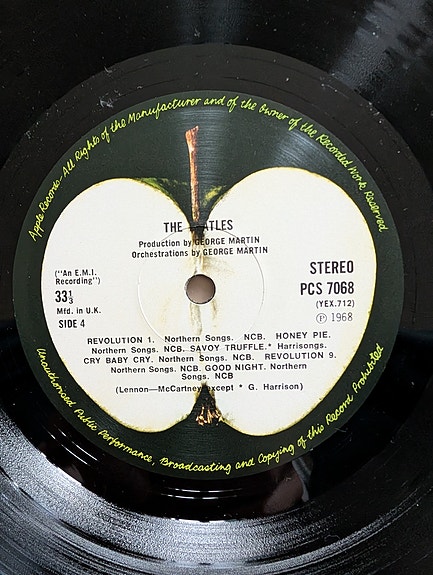 Apple Records. All Rights of the Manufacturer and of the Owner of the Recorded Work Reserved
THE ATLES
Production by GEORGE MARTIN
Orchestrations by GEORGE MARTIN
("An E.M.I.
Recording")
33⅓
Mfd. in U.K.
SIDE 4
STEREO
PCS 7068
(YEX.712)
Ⓟ 1968
REVOLUTION 1. Northern Songs. NCB. HONEY PIE.
Northern Songs. NCB. SAVOY TRUFFLE.* Harrisongs.
CRY BABY CRY. Northern Songs. NCB. REVOLUTION 9.
Northern Songs. NCB. GOOD NIGHT. Northern
Songs. NCB
(Lennon—McCartney except * G. Harrison)
Unauthorised Public Performance, Broadcasting and Copying of this Record Prohibited